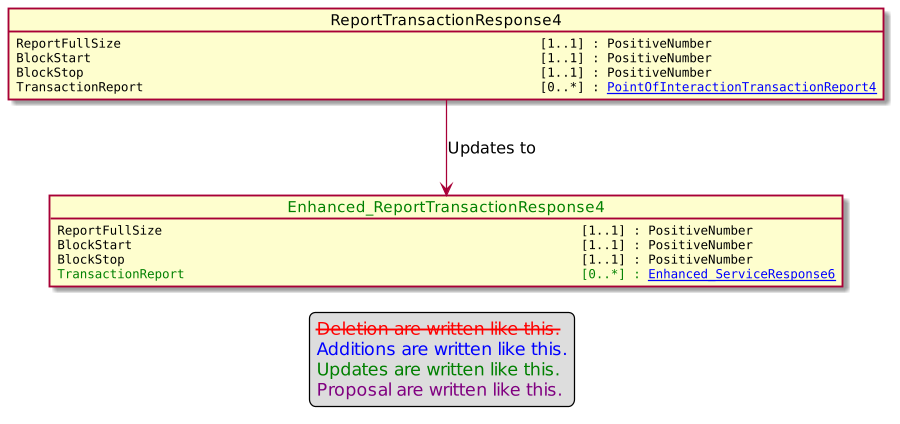 ReportTransactionResponse4
ReportFullSize [1..1] : PositiveNumber
BlockStart [1..1] : PositiveNumber
BlockStop [1..1] : PositiveNumber
TransactionReport [0..*] : PointOfInteractionTransactionReport4
Updates to
Enhanced_ReportTransactionResponse4
ReportFullSize [1..1] : PositiveNumber
BlockStart [1..1] : PositiveNumber
BlockStop [1..1] : PositiveNumber
TransactionReport [0..*] : Enhanced_ServiceResponse6
Deletion are written like this.
Additions are written like this.
Updates are written like this.
Proposal are written like this.